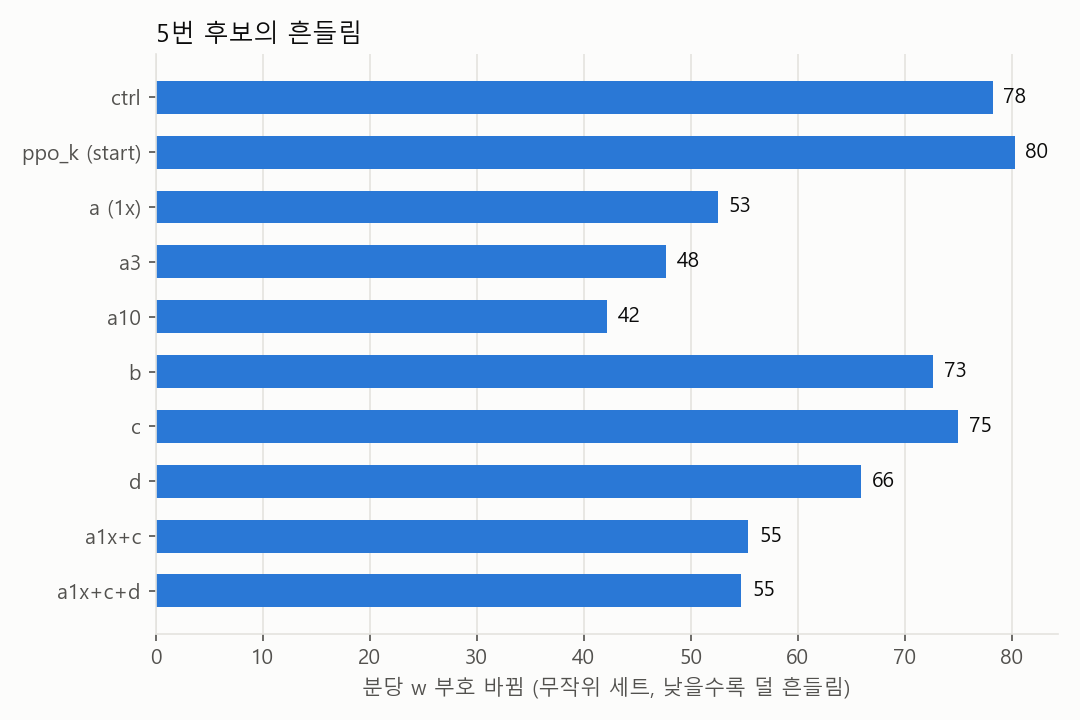 5번 후보의 흔들림
ctrl 78
ppo_k (start) 80
a (1x) 53
a3 48
a10 42
b 73
c 75
d 66
a1x+c 55
a1x+c+d 55
0 10 20 30 40 50 60 70 80
분당 w 부호 바뀜 (무작위 세트, 낮을수록 덜 흔들림)